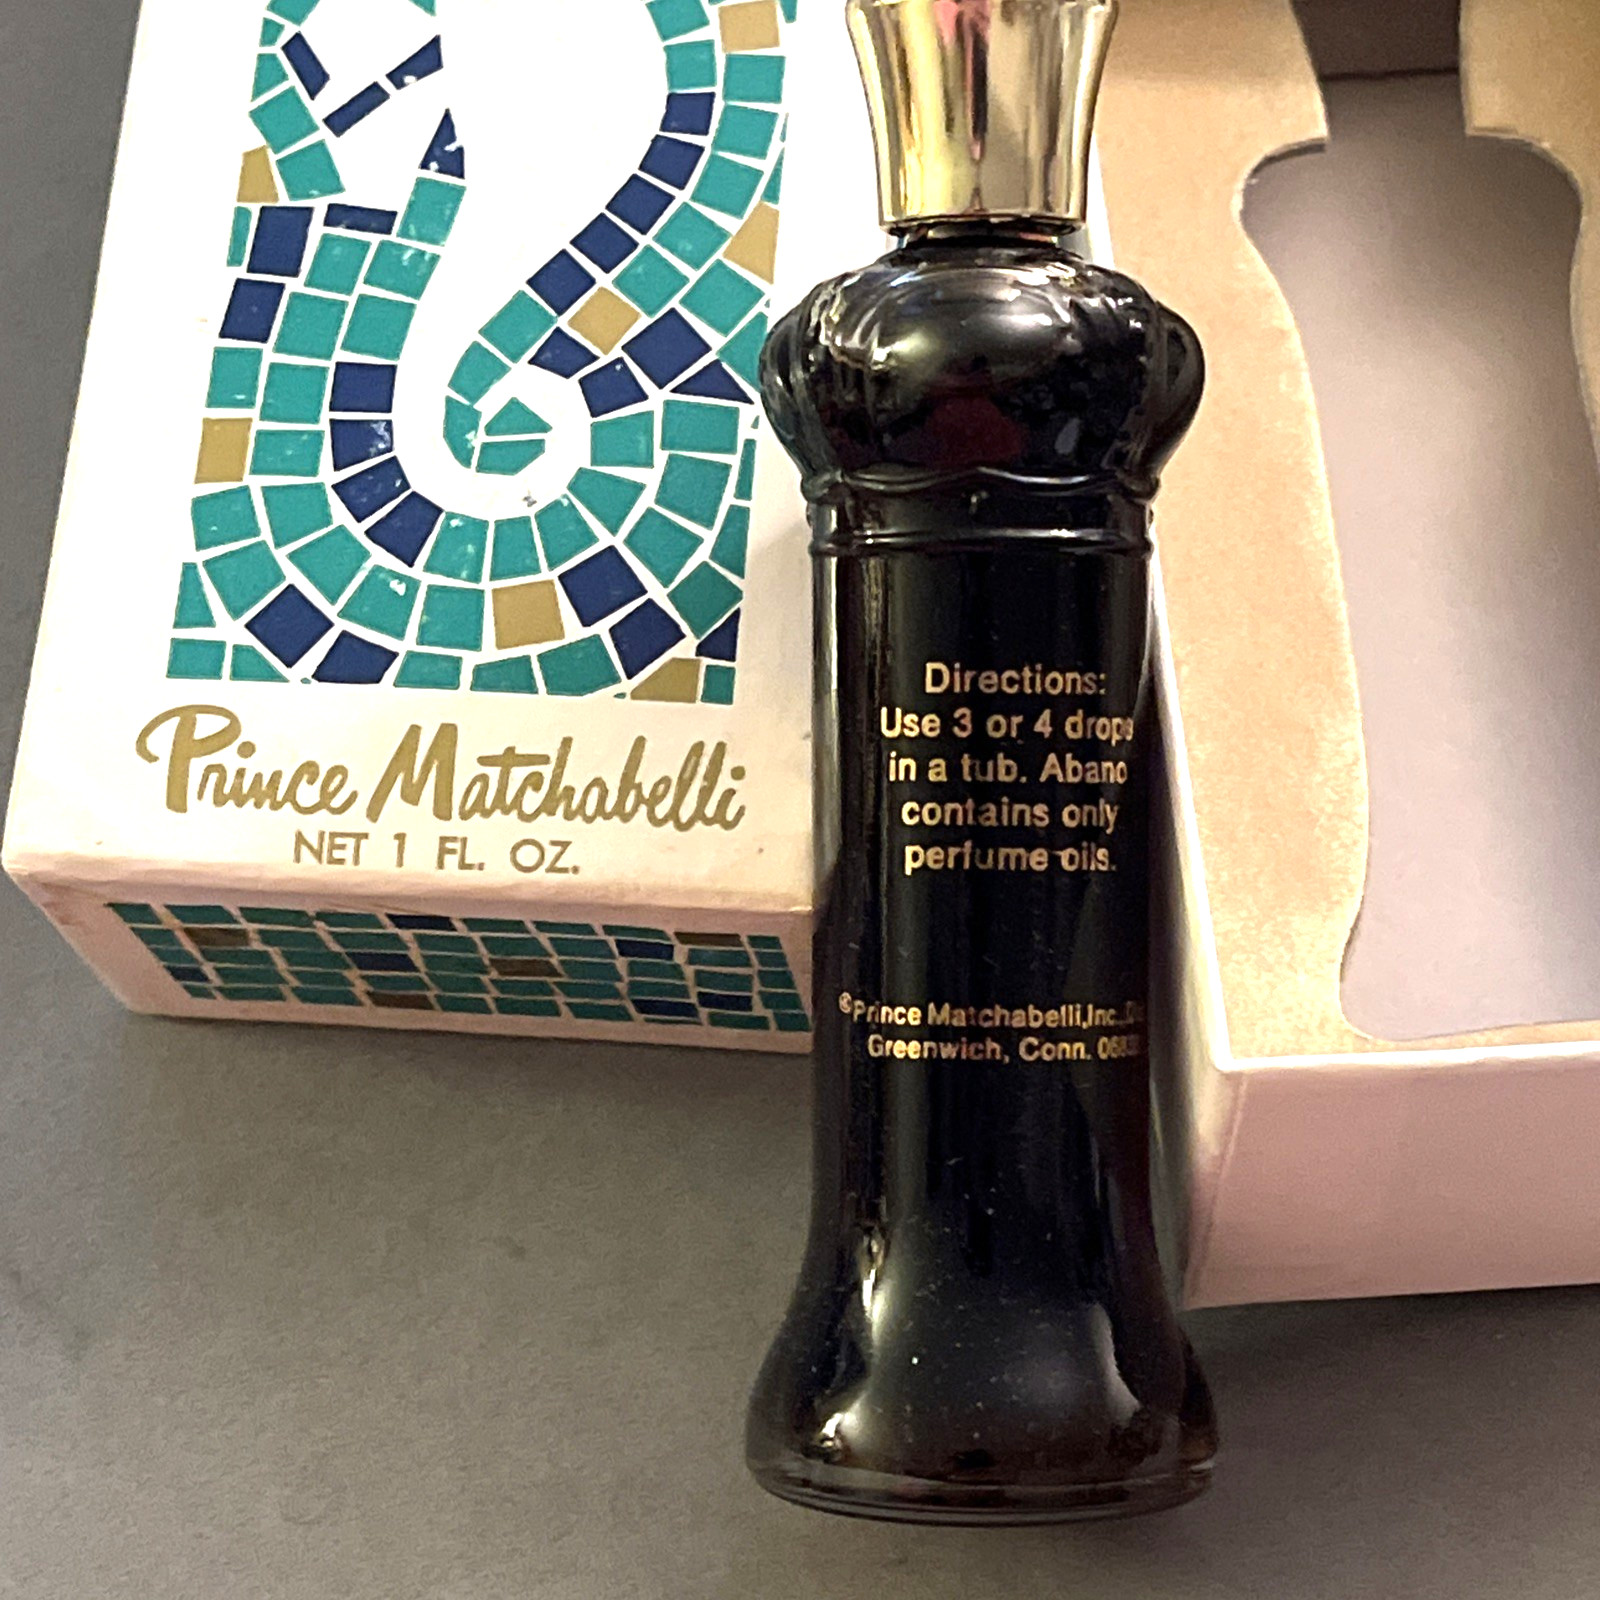 Prince Matchabelli
NET 1 FL. OZ.
Directions:
Use 3 or 4 drops
in a tub. Abano
contains only
perfume oils.
©Prince Matchabelli, Inc.,
Greenwich, Conn.